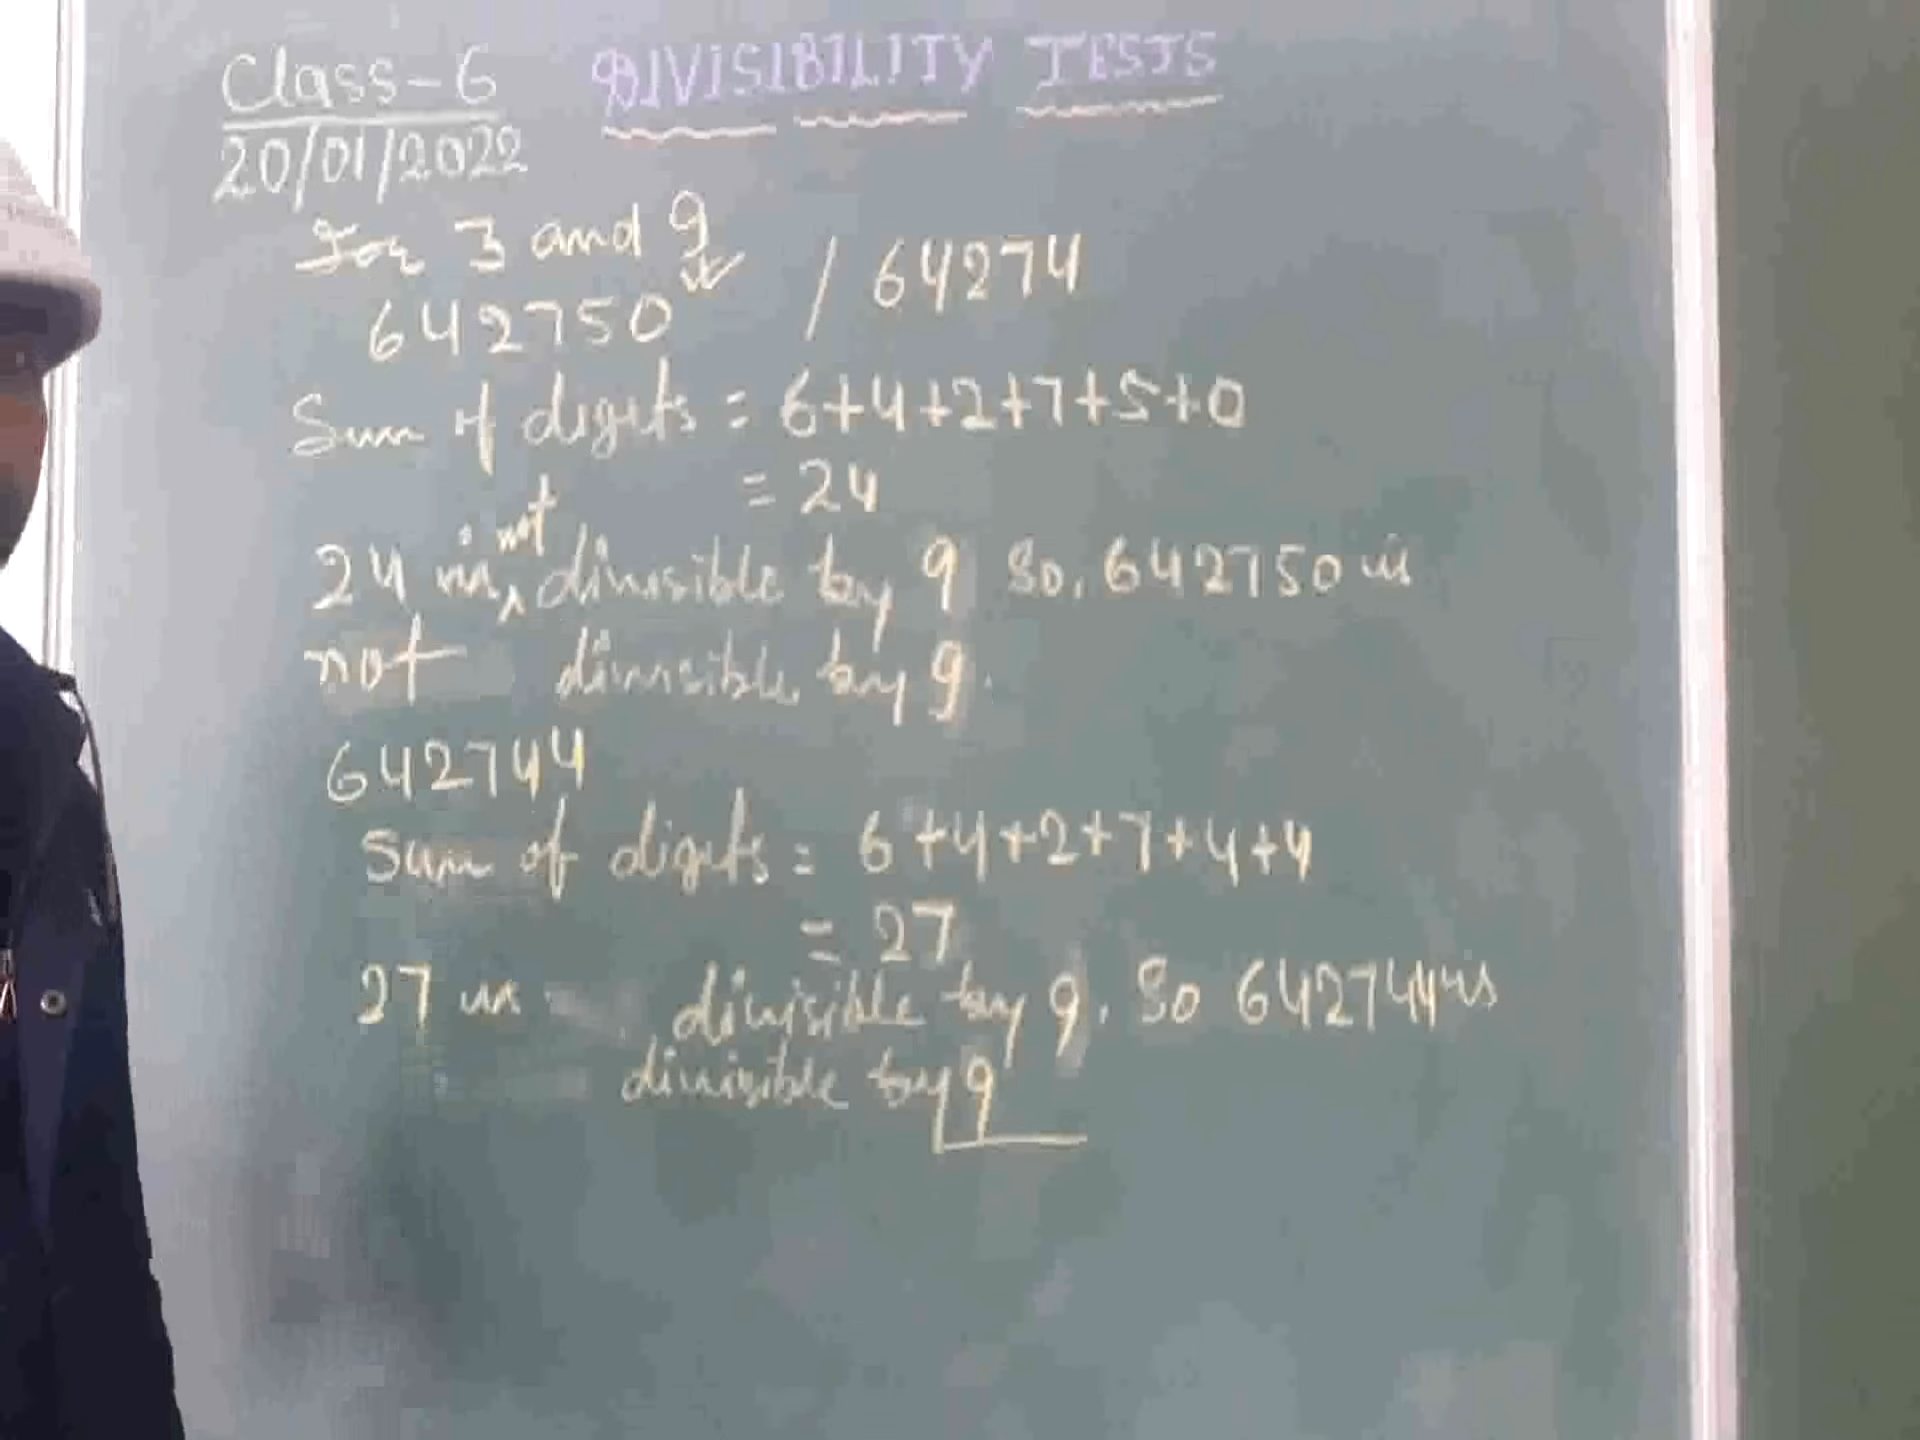 Class-6 DIVISIBILITY TESTS
20/01/2022
For 3 and 9
642750 / 64274
Sum of digits = 6+4+2+7+5+0
= 24
24 is not divisible by 9 So, 642750 is
not divisible by 9.
642744
Sum of digits = 6+4+2+7+4+4
= 27
27 is divisible by 9. So 642744 is
divisible by 9